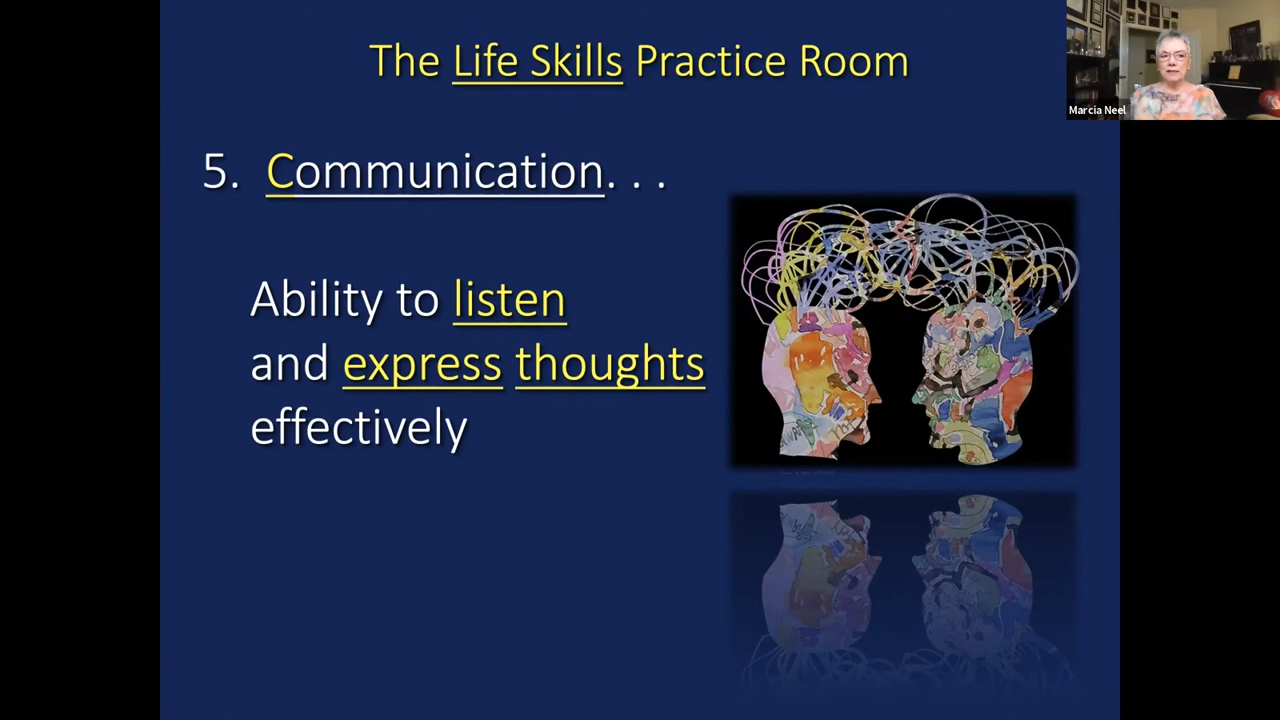 The Life Skills Practice Room
Marcia Neel
5. Communication. . .
Ability to listen
and express thoughts
effectively